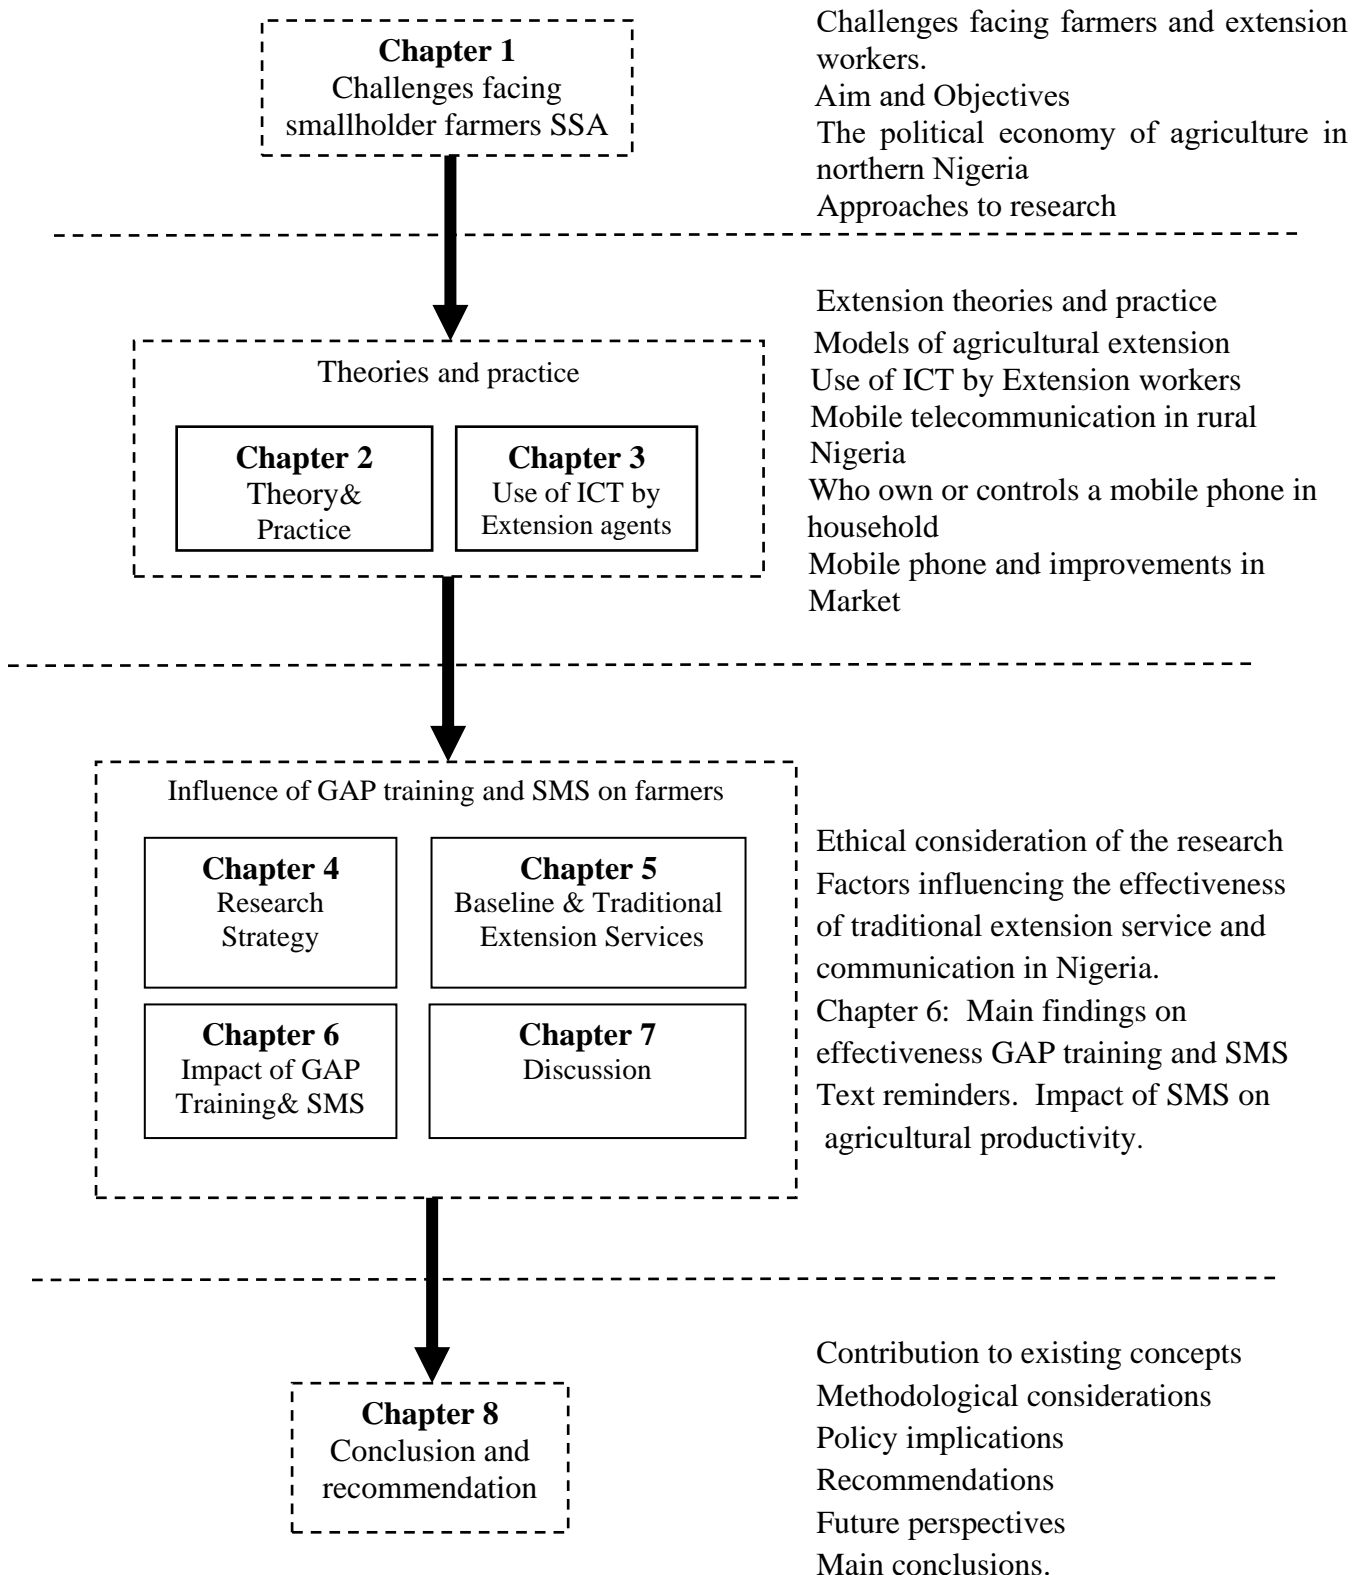 Chapter 1
Challenges facing
smallholder farmers SSA
Challenges facing farmers and extension
workers.
Aim and Objectives
The political economy of agriculture in
northern Nigeria
Approaches to research
Theories and practice
Chapter 2
Theory&
Practice
Chapter 3
Use of ICT by
Extension agents
Extension theories and practice
Models of agricultural extension
Use of ICT by Extension workers
Mobile telecommunication in rural
Nigeria
Who own or controls a mobile phone in
household
Mobile phone and improvements in
Market
Influence of GAP training and SMS on farmers
Chapter 4
Research
Strategy
Chapter 5
Baseline & Traditional
Extension Services
Chapter 6
Impact of GAP
Training& SMS
Chapter 7
Discussion
Ethical consideration of the research
Factors influencing the effectiveness
of traditional extension service and
communication in Nigeria.
Chapter 6:  Main findings on
effectiveness GAP training and SMS
Text reminders.  Impact of SMS on
agricultural productivity.
Chapter 8
Conclusion and
recommendation
Contribution to existing concepts
Methodological considerations
Policy implications
Recommendations
Future perspectives
Main conclusions.